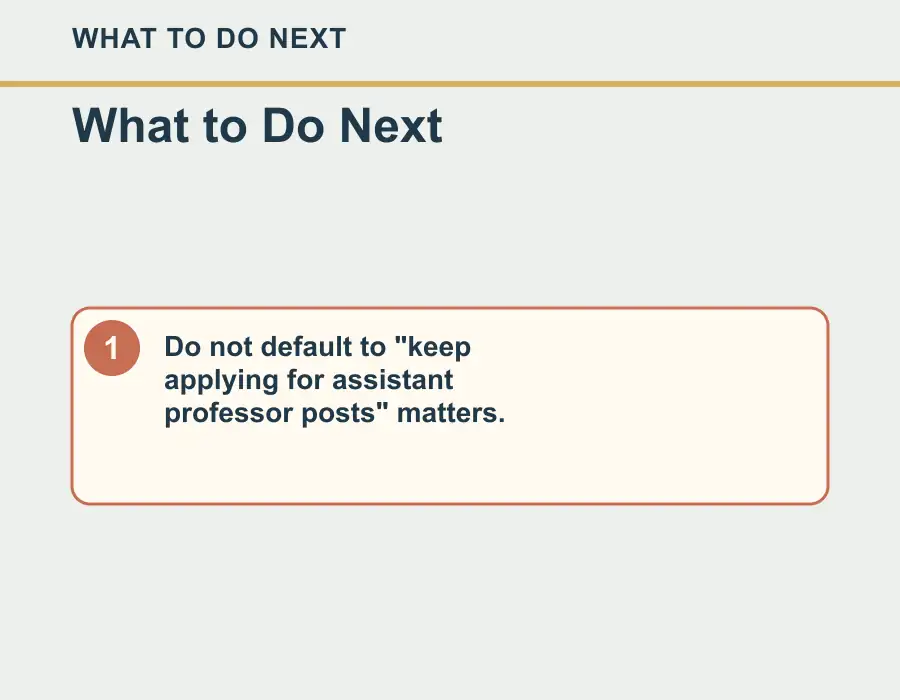 WHAT TO DO NEXT
What to Do Next
1
Do not default to "keep
applying for assistant
professor posts" matters.